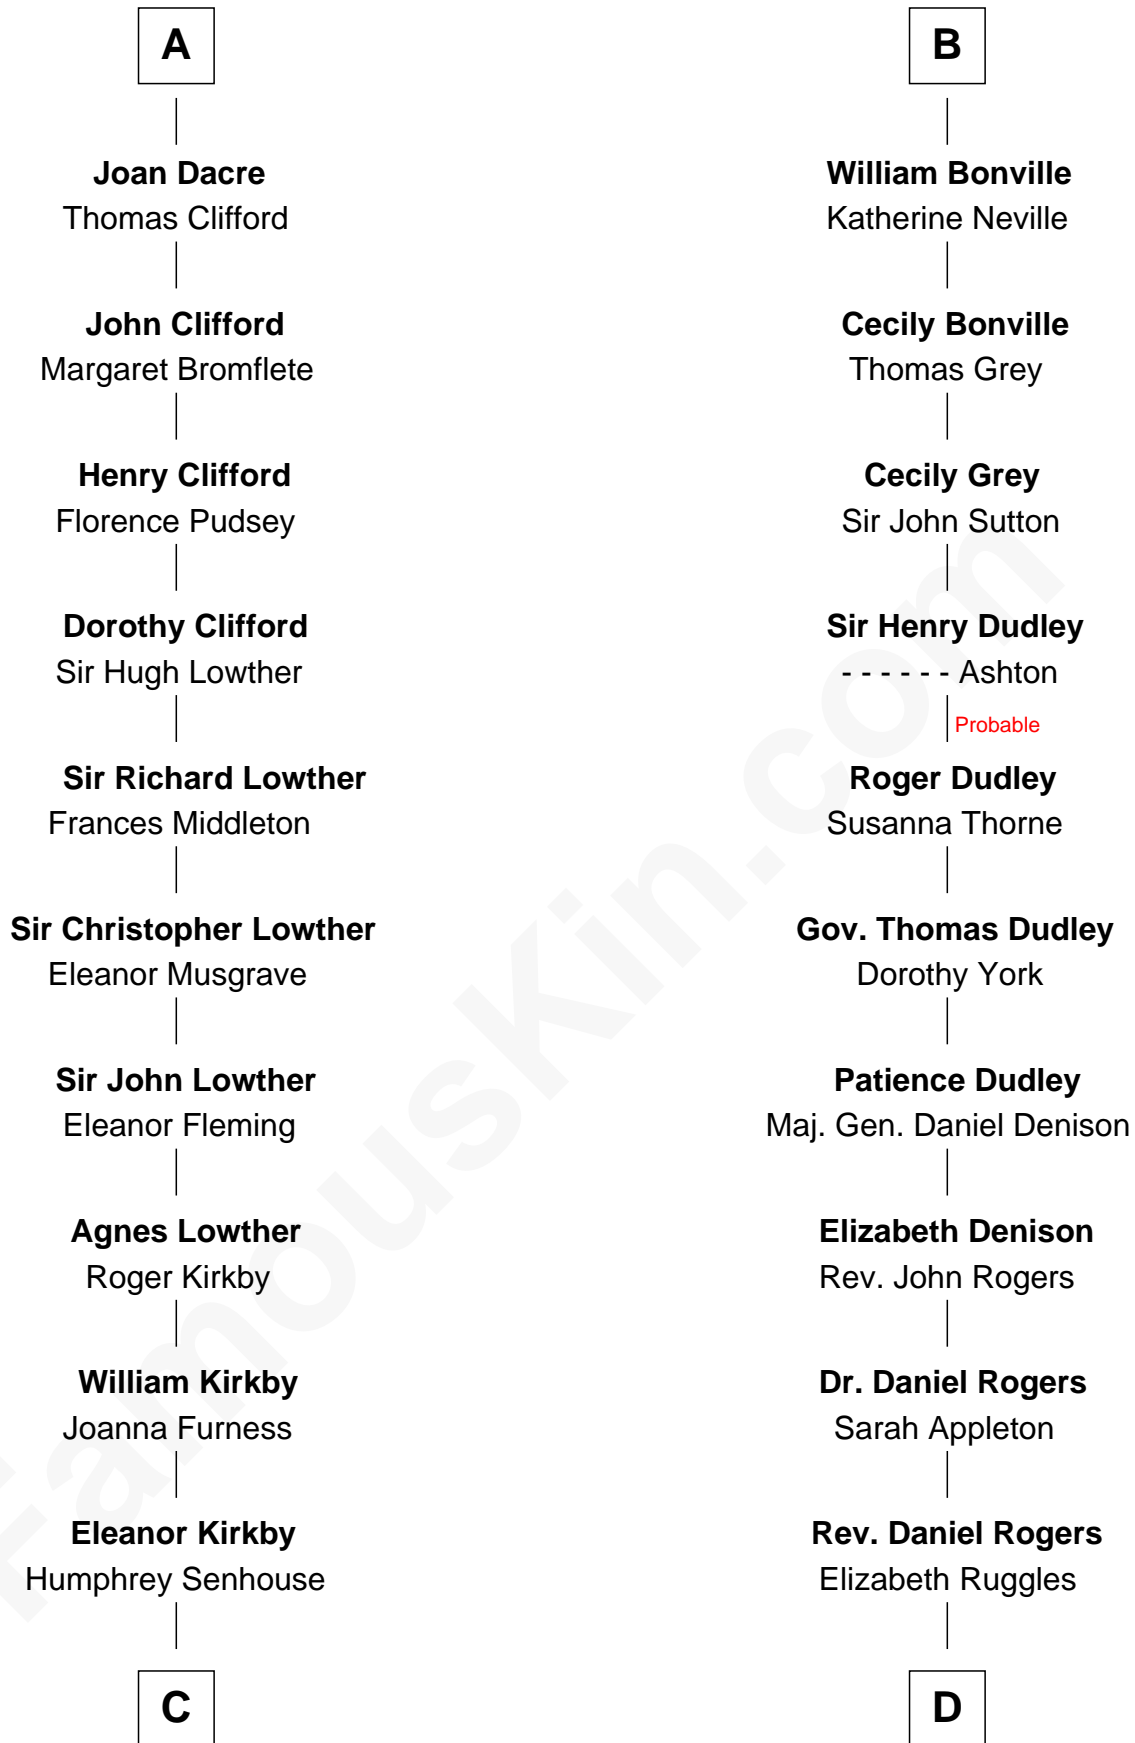 A
Joan Dacre
Thomas Clifford
John Clifford
Margaret Bromflete
Henry Clifford
Florence Pudsey
Dorothy Clifford
Sir Hugh Lowther
Sir Richard Lowther
Frances Middleton
Sir Christopher Lowther
Eleanor Musgrave
Sir John Lowther
Eleanor Fleming
Agnes Lowther
Roger Kirkby
William Kirkby
Joanna Furness
Eleanor Kirkby
Humphrey Senhouse
C
B
William Bonville
Katherine Neville
Cecily Bonville
Thomas Grey
Cecily Grey
Sir John Sutton
Sir Henry Dudley
- - - - - - Ashton
Probable
Roger Dudley
Susanna Thorne
Gov. Thomas Dudley
Dorothy York
Patience Dudley
Maj. Gen. Daniel Denison
Elizabeth Denison
Rev. John Rogers
Dr. Daniel Rogers
Sarah Appleton
Rev. Daniel Rogers
Elizabeth Ruggles
D
FamousKin.com